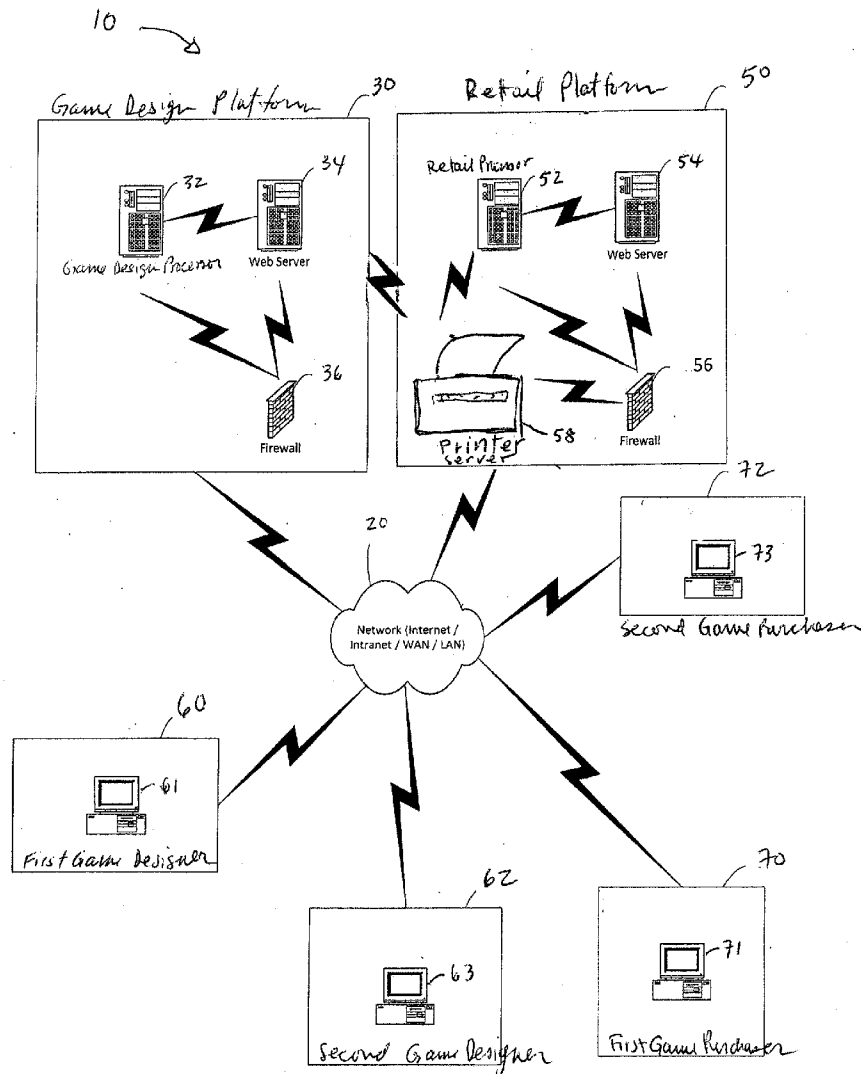 10
Game Design Platform
30
Retail Platform
50
32
34
Game Design Processor
Web Server
36
Firewall
Retail Processor
52
54
Web Server
56
Firewall
58
Printer
Server
20
Network (Internet /
Intranet / WAN / LAN)
72
73
Second Game Purchaser
60
61
First Game Designer
62
63
Second Game Designer
70
71
First Game Purchaser